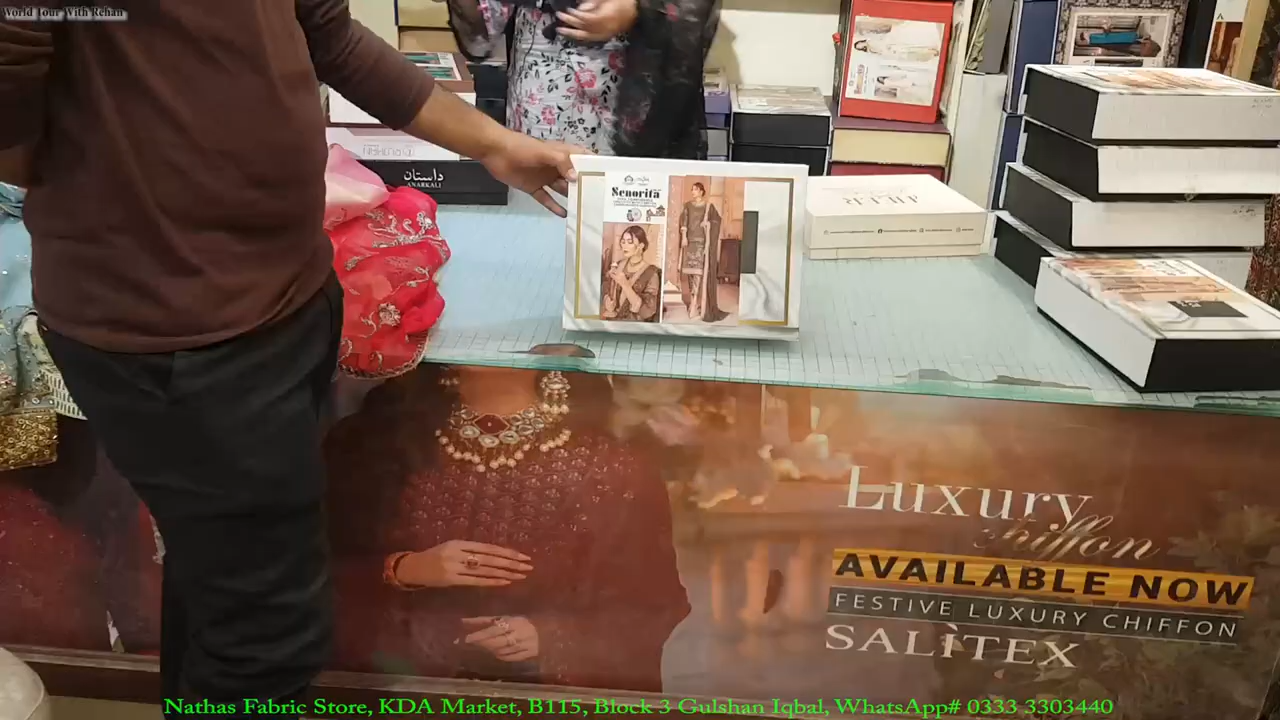 World Tour With Rehan
داستان
ANARKALI
Senorita
Luxury
chiffon
AVAILABLE NOW
FESTIVE LUXURY CHIFFON
SALITEX
Nathas Fabric Store, KDA Market, B115, Block 3 Gulshan Iqbal, WhatsApp# 0333 3303440